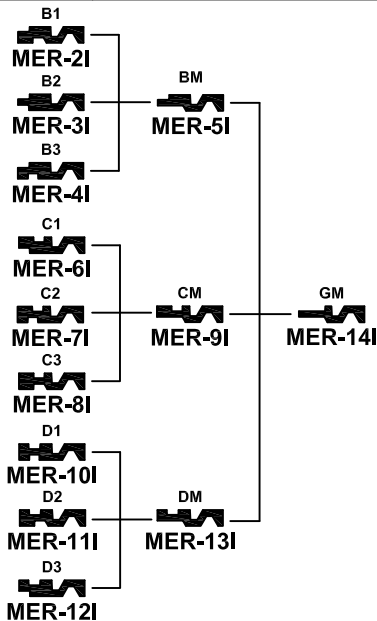 B1
MER-2I
B2
MER-3I
B3
MER-4I
BM
MER-5I
C1
MER-6I
C2
MER-7I
C3
MER-8I
CM
MER-9I
GM
MER-14I
D1
MER-10I
D2
MER-11I
D3
MER-12I
DM
MER-13I